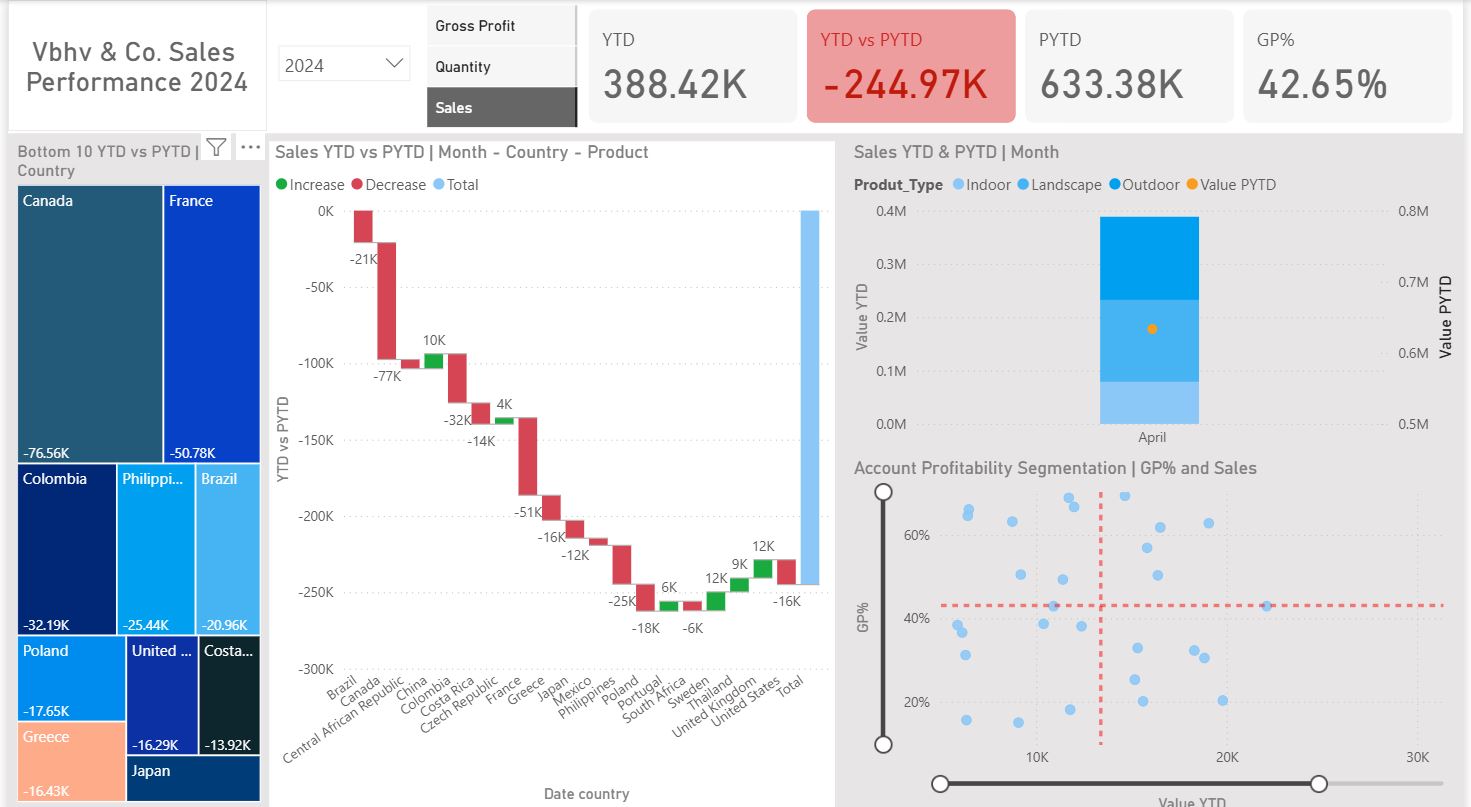 Vbhv & Co. Sales
Performance 2024
2024
Gross Profit
Quantity
Sales
YTD
388.42K
YTD vs PYTD
-244.97K
PYTD
633.38K
GP%
42.65%
Bottom 10 YTD vs PYTD |
Country
Canada
-76.56K
France
-50.78K
Colombia
-32.19K
Philippi...
-25.44K
Brazil
-20.96K
Poland
-17.65K
United ...
-16.29K
Costa...
-13.92K
Greece
-16.43K
Japan
Sales YTD vs PYTD | Month - Country - Product
Increase Decrease Total
YTD vs PYTD
0K
-50K
-100K
-150K
-200K
-250K
-300K
-21K
-77K
10K
-32K
-14K
4K
-51K
-16K
-12K
-25K
-18K
6K
-6K
12K
9K
12K
-16K
Brazil
Canada
Central African Republic
China
Colombia
Costa Rica
Czech Republic
France
Greece
Japan
Mexico
Philippines
Poland
Portugal
South Africa
Sweden
Thailand
United Kingdom
United States
Total
Date country
Sales YTD & PYTD | Month
Produt_Type Indoor Landscape Outdoor Value PYTD
Value YTD
0.4M
0.3M
0.2M
0.1M
0.0M
0.8M
0.7M
0.6M
0.5M
Value PYTD
April
Account Profitability Segmentation | GP% and Sales
GP%
60%
40%
20%
10K
20K
30K
Value YTD